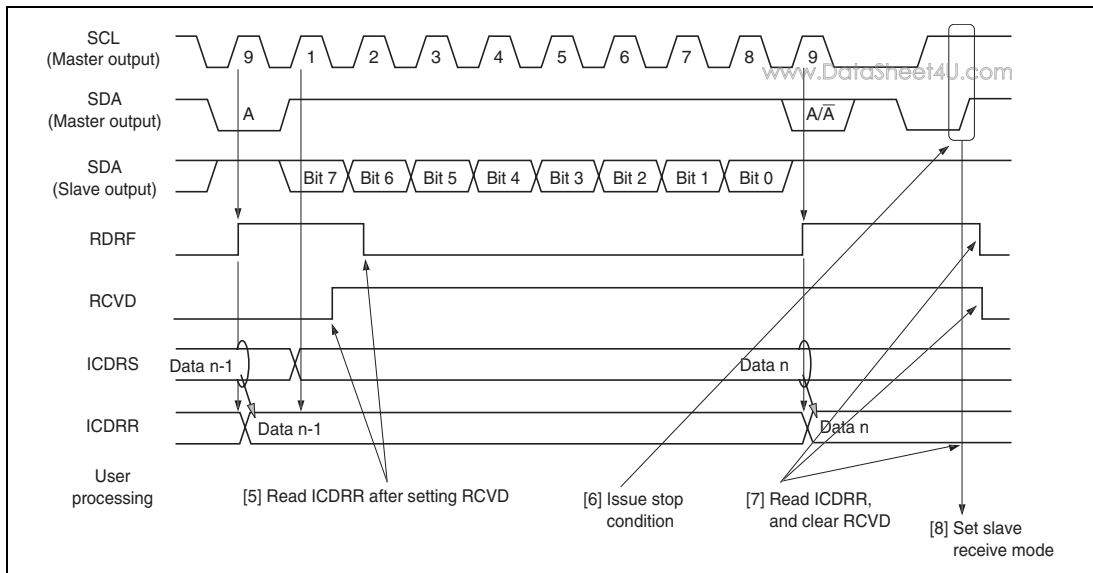 SCL
(Master output)
9 1 2 3 4 5 6 7 8 9
www.DataSheet4U.com
SDA
(Master output)
A A/A̅
SDA
(Slave output)
Bit 7 Bit 6 Bit 5 Bit 4 Bit 3 Bit 2 Bit 1 Bit 0
RDRF
RCVD
ICDRS Data n-1 Data n
ICDRR Data n-1 Data n
User
processing
[5] Read ICDRR after setting RCVD
[6] Issue stop
condition
[7] Read ICDRR,
and clear RCVD
[8] Set slave
receive mode